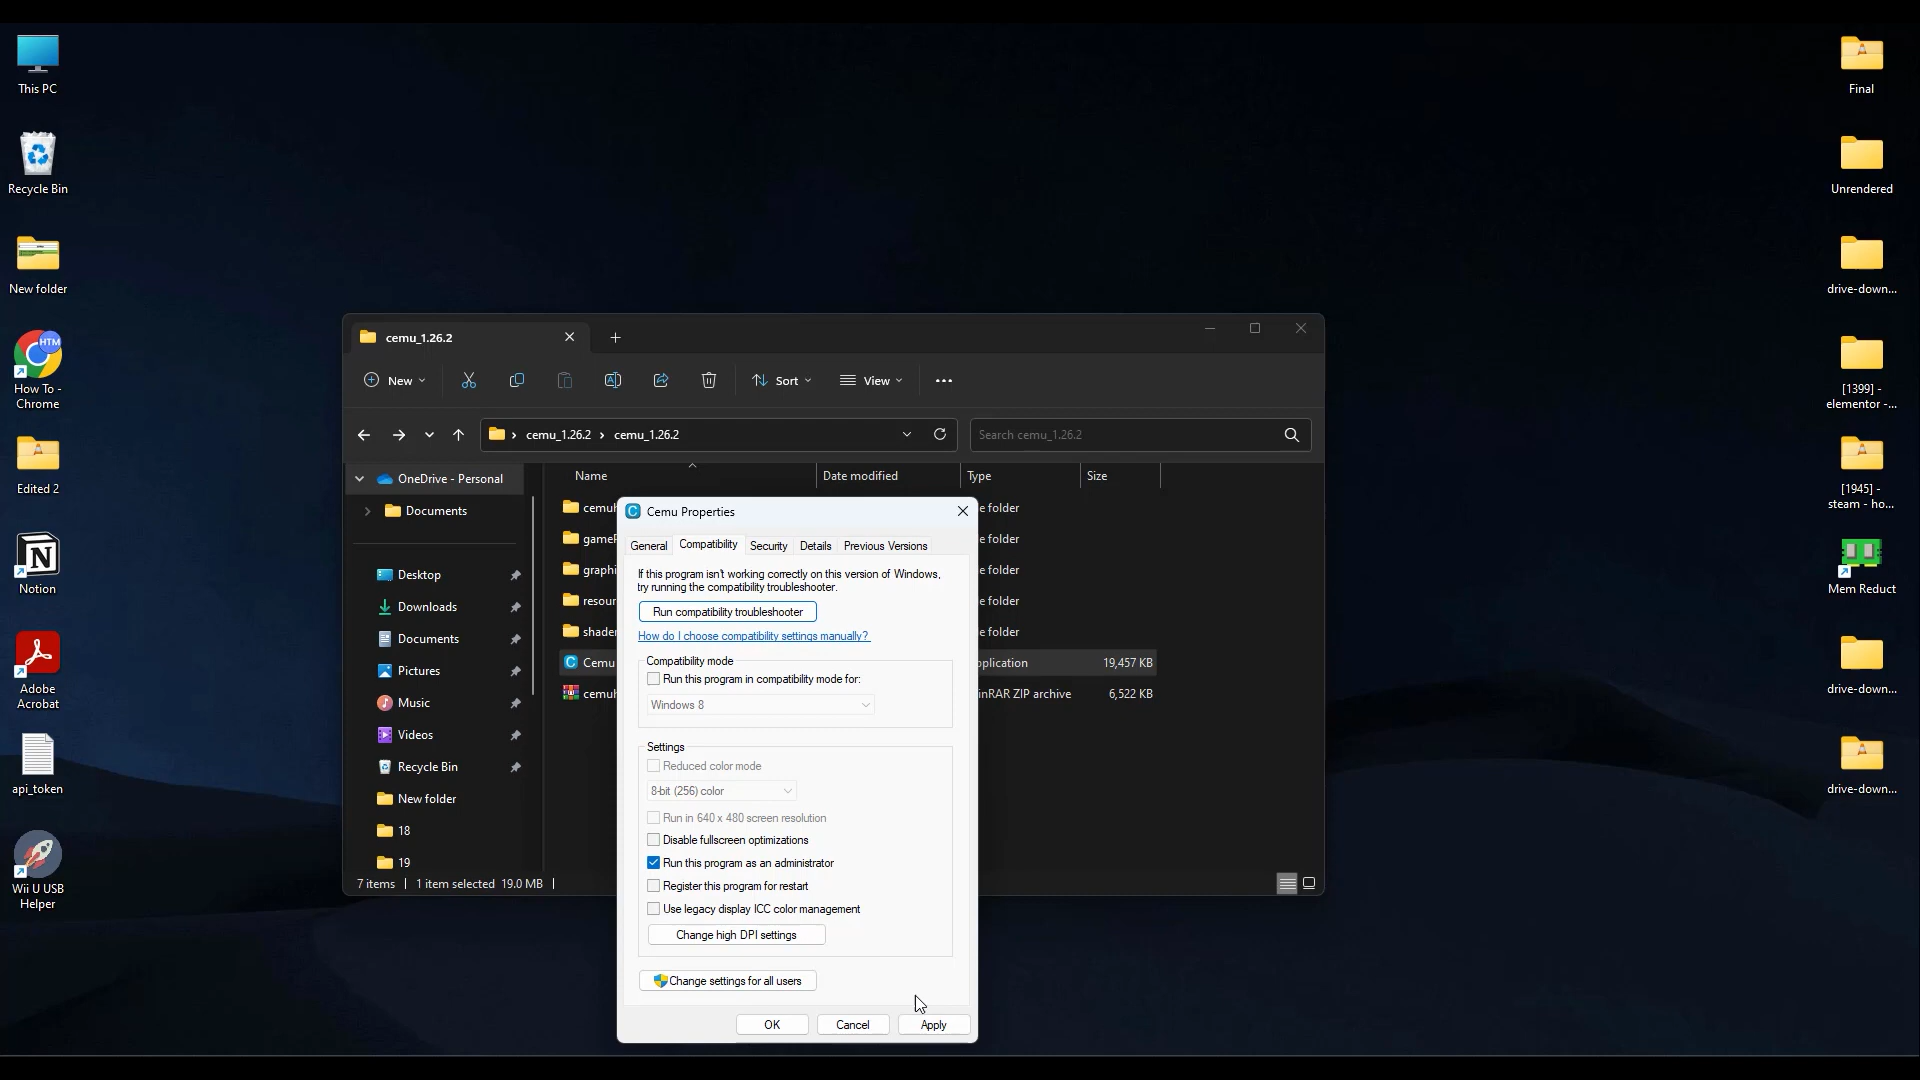 This PC
Recycle Bin
New folder
How To -
Chrome
Edited 2
Notion
Adobe
Acrobat
api_token
Wii U USB
Helper
cemu_1.26.2
New
Sort
View
cemu_1.26.2 › cemu_1.26.2
Search cemu_1.26.2
OneDrive - Personal
Documents
Desktop
Downloads
Documents
Pictures
Music
Videos
Recycle Bin
New folder
18
19
Name
Date modified
Type
Size
e folder
gameP
e folder
graphi
e folder
resour
e folder
shader
e folder
Cemu
pplication
19,457 KB
inRAR ZIP archive
6,522 KB
7 items
1 item selected 19.0 MB
Cemu Properties
General
Compatibility
Security
Details
Previous Versions
If this program isn't working correctly on this version of Windows,
try running the compatibility troubleshooter.
Run compatibility troubleshooter
How do I choose compatibility settings manually?
Compatibility mode
Run this program in compatibility mode for:
Windows 8
Settings
Reduced color mode
8-bit (256) color
Run in 640 x 480 screen resolution
Disable fullscreen optimizations
Run this program as an administrator
Register this program for restart
Use legacy display ICC color management
Change high DPI settings
Change settings for all users
OK
Cancel
Apply
Final
Unrendered
drive-down...
[1399] -
elementor -...
[1945] -
steam - ho...
Mem Reduct
drive-down...
drive-down...